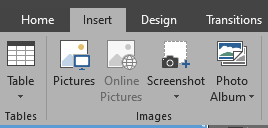 Home Insert Design Transitions
Table Pictures Online Pictures Screenshot Photo Album
Tables Images